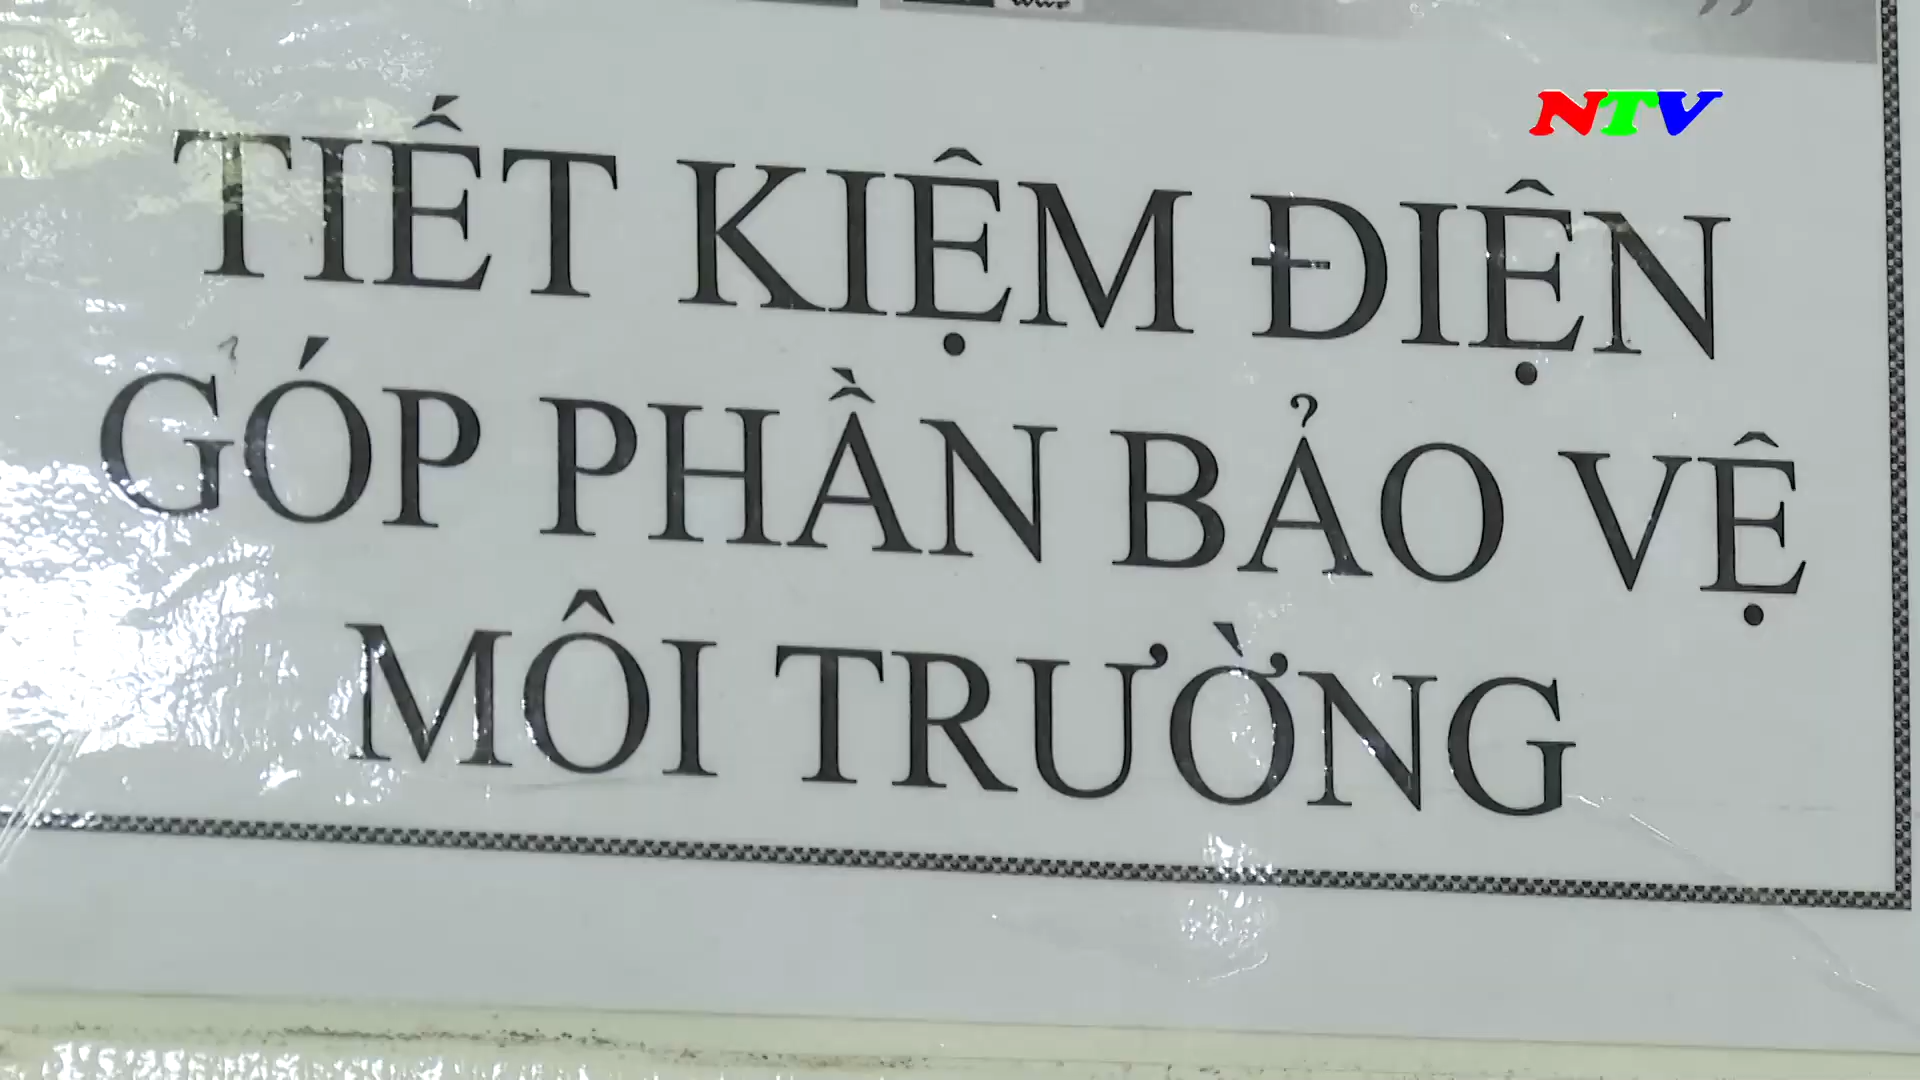 NTV
TIẾT KIỆM ĐIỆN
GÓP PHẦN BẢO VỆ
MÔI TRƯỜNG